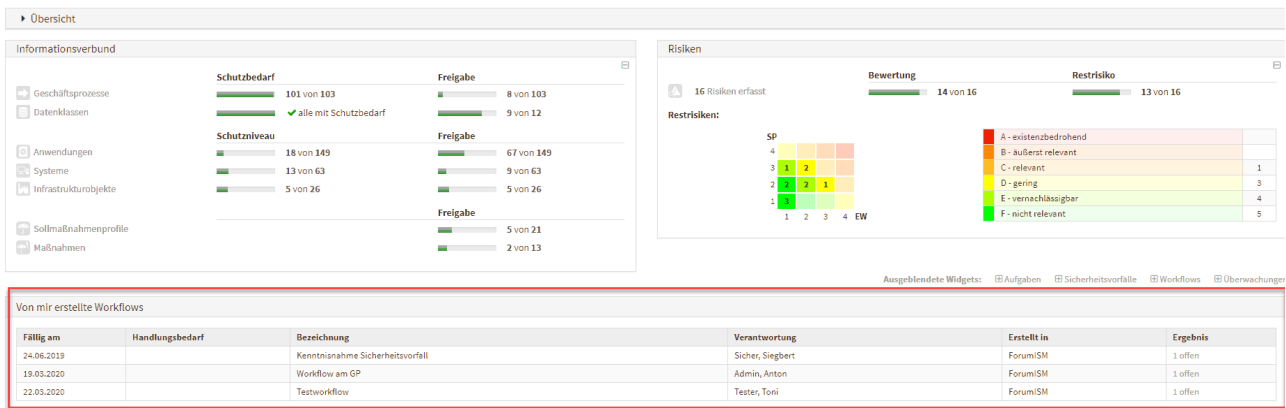 Übersicht
Informationsverbund
Schutzbedarf Freigabe
Geschäftsprozesse 101 von 103 8 von 103
Datenklassen alle mit Schutzbedarf 9 von 12
Schutzniveau Freigabe
Anwendungen 18 von 149 67 von 149
Systeme 13 von 63 9 von 63
Infrastrukturobjekte 5 von 26 5 von 26
Freigabe
Sollmaßnahmenprofile 5 von 21
Maßnahmen 2 von 13
Risiken
Bewertung Restrisiko
16 Risiken erfasst 14 von 16 13 von 16
Restrisiken:
SP
4
3 1 2
2 2 2 1
1 3
1 2 3 4 EW
A - existenzbedrohend
B - äußerst relevant
C - relevant 1
D - gering 3
E - vernachlässigbar 4
F - nicht relevant 5
Ausgeblendete Widgets: Aufgaben Sicherheitsvorfälle Workflows Überwachungen
Von mir erstellte Workflows
Fällig am Handlungsbedarf Bezeichnung Verantwortung Erstellt in Ergebnis
24.06.2019 Kenntnisnahme Sicherheitsvorfall Sicher, Siegbert ForumISM 1 offen
19.03.2020 Workflow am GP Admin, Anton ForumISM 1 offen
22.03.2020 Testworkflow Tester, Toni ForumISM 1 offen